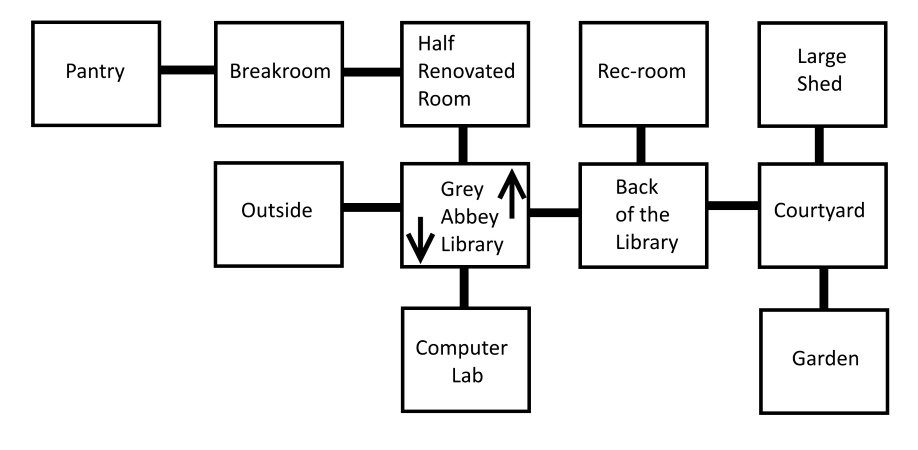 Pantry
Breakroom
Half
Renovated
Room
Rec-room
Large
Shed
Outside
Grey
Abbey
Library
Back
of the
Library
Courtyard
Computer
Lab
Garden